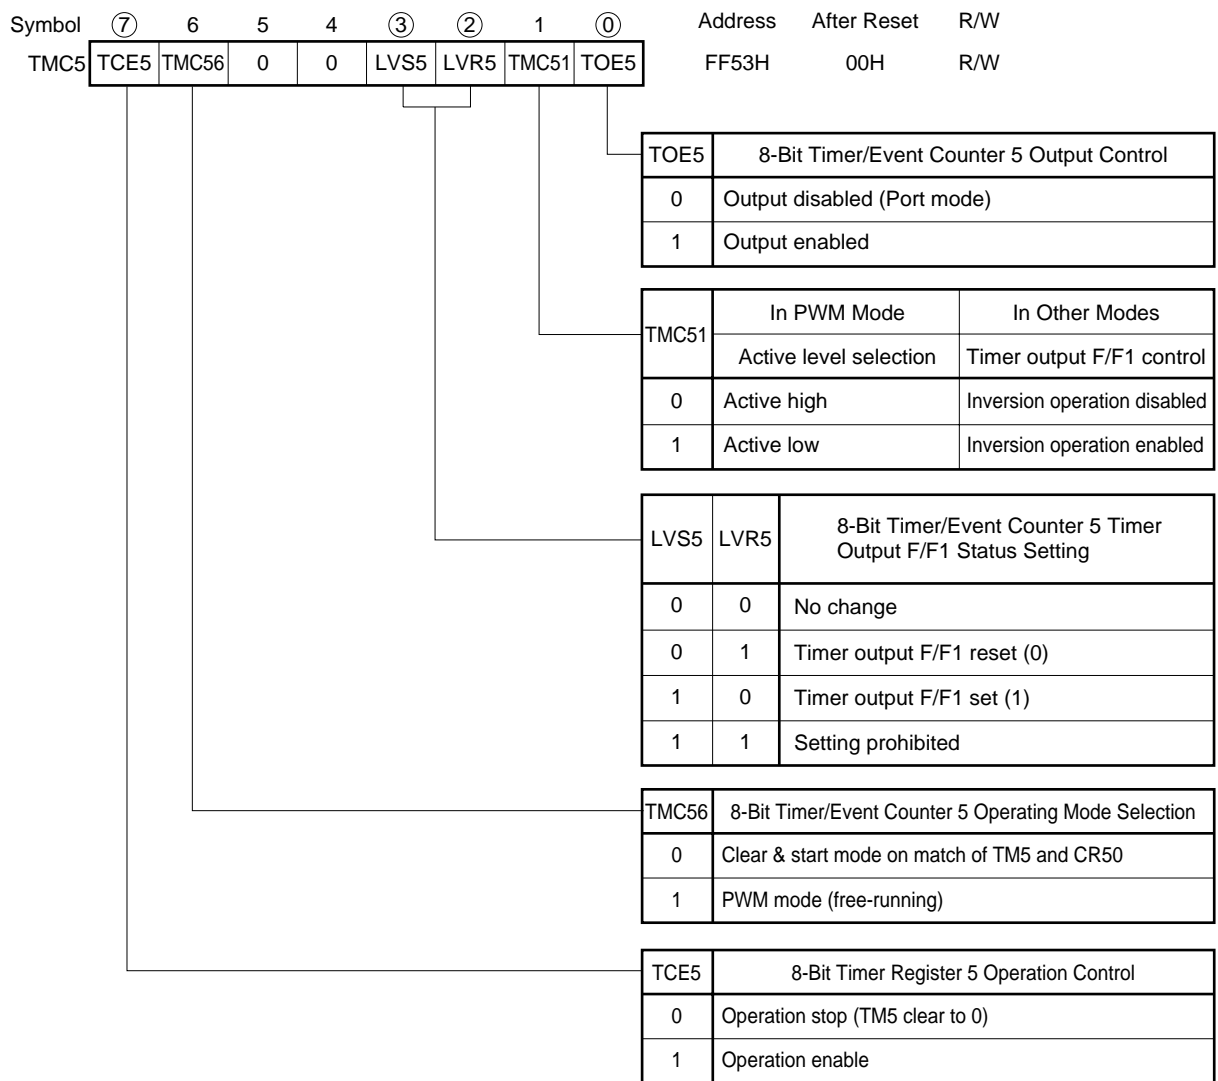 Symbol ⑦ 6 5 4 ③ ② 1 ⓪ Address After Reset R/W
TMC5 TCE5 TMC56 0 0 LVS5 LVR5 TMC51 TOE5 FF53H 00H R/W
TOE5 8-Bit Timer/Event Counter 5 Output Control
0 Output disabled (Port mode)
1 Output enabled
TMC51 In PWM Mode In Other Modes
Active level selection Timer output F/F1 control
0 Active high Inversion operation disabled
1 Active low Inversion operation enabled
LVS5 LVR5 8-Bit Timer/Event Counter 5 Timer
Output F/F1 Status Setting
0 0 No change
0 1 Timer output F/F1 reset (0)
1 0 Timer output F/F1 set (1)
1 1 Setting prohibited
TMC56 8-Bit Timer/Event Counter 5 Operating Mode Selection
0 Clear & start mode on match of TM5 and CR50
1 PWM mode (free-running)
TCE5 8-Bit Timer Register 5 Operation Control
0 Operation stop (TM5 clear to 0)
1 Operation enable